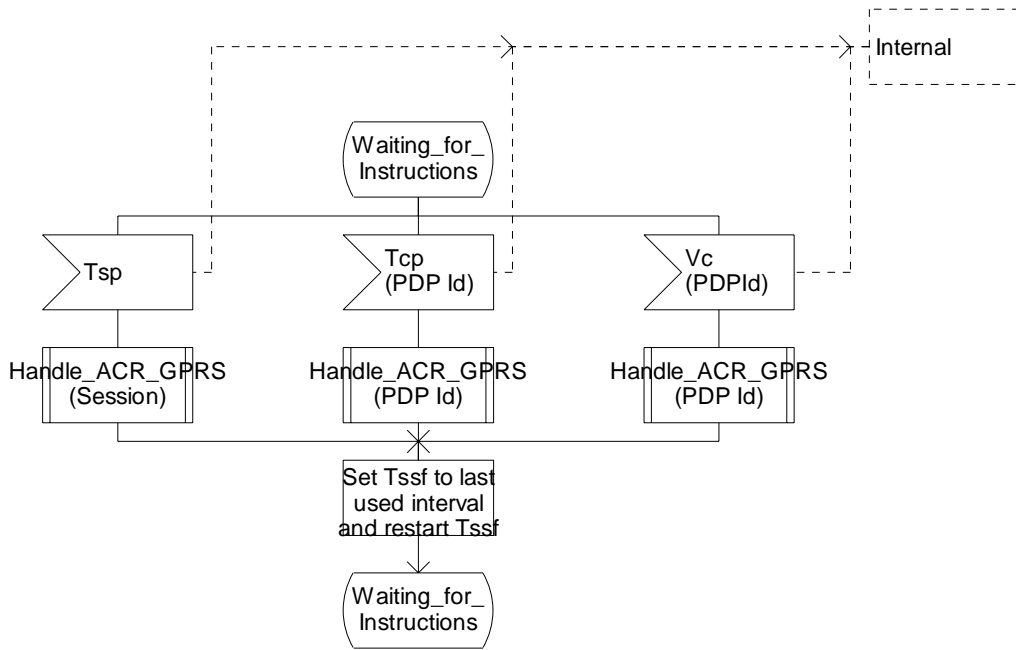 Internal
Waiting_for_
Instructions
Tsp
Tcp
(PDP Id)
Vc
(PDPId)
Handle_ACR_GPRS
(Session)
Handle_ACR_GPRS
(PDP Id)
Handle_ACR_GPRS
(PDP Id)
Set Tssf to last
used interval
and restart Tssf
Waiting_for_
Instructions